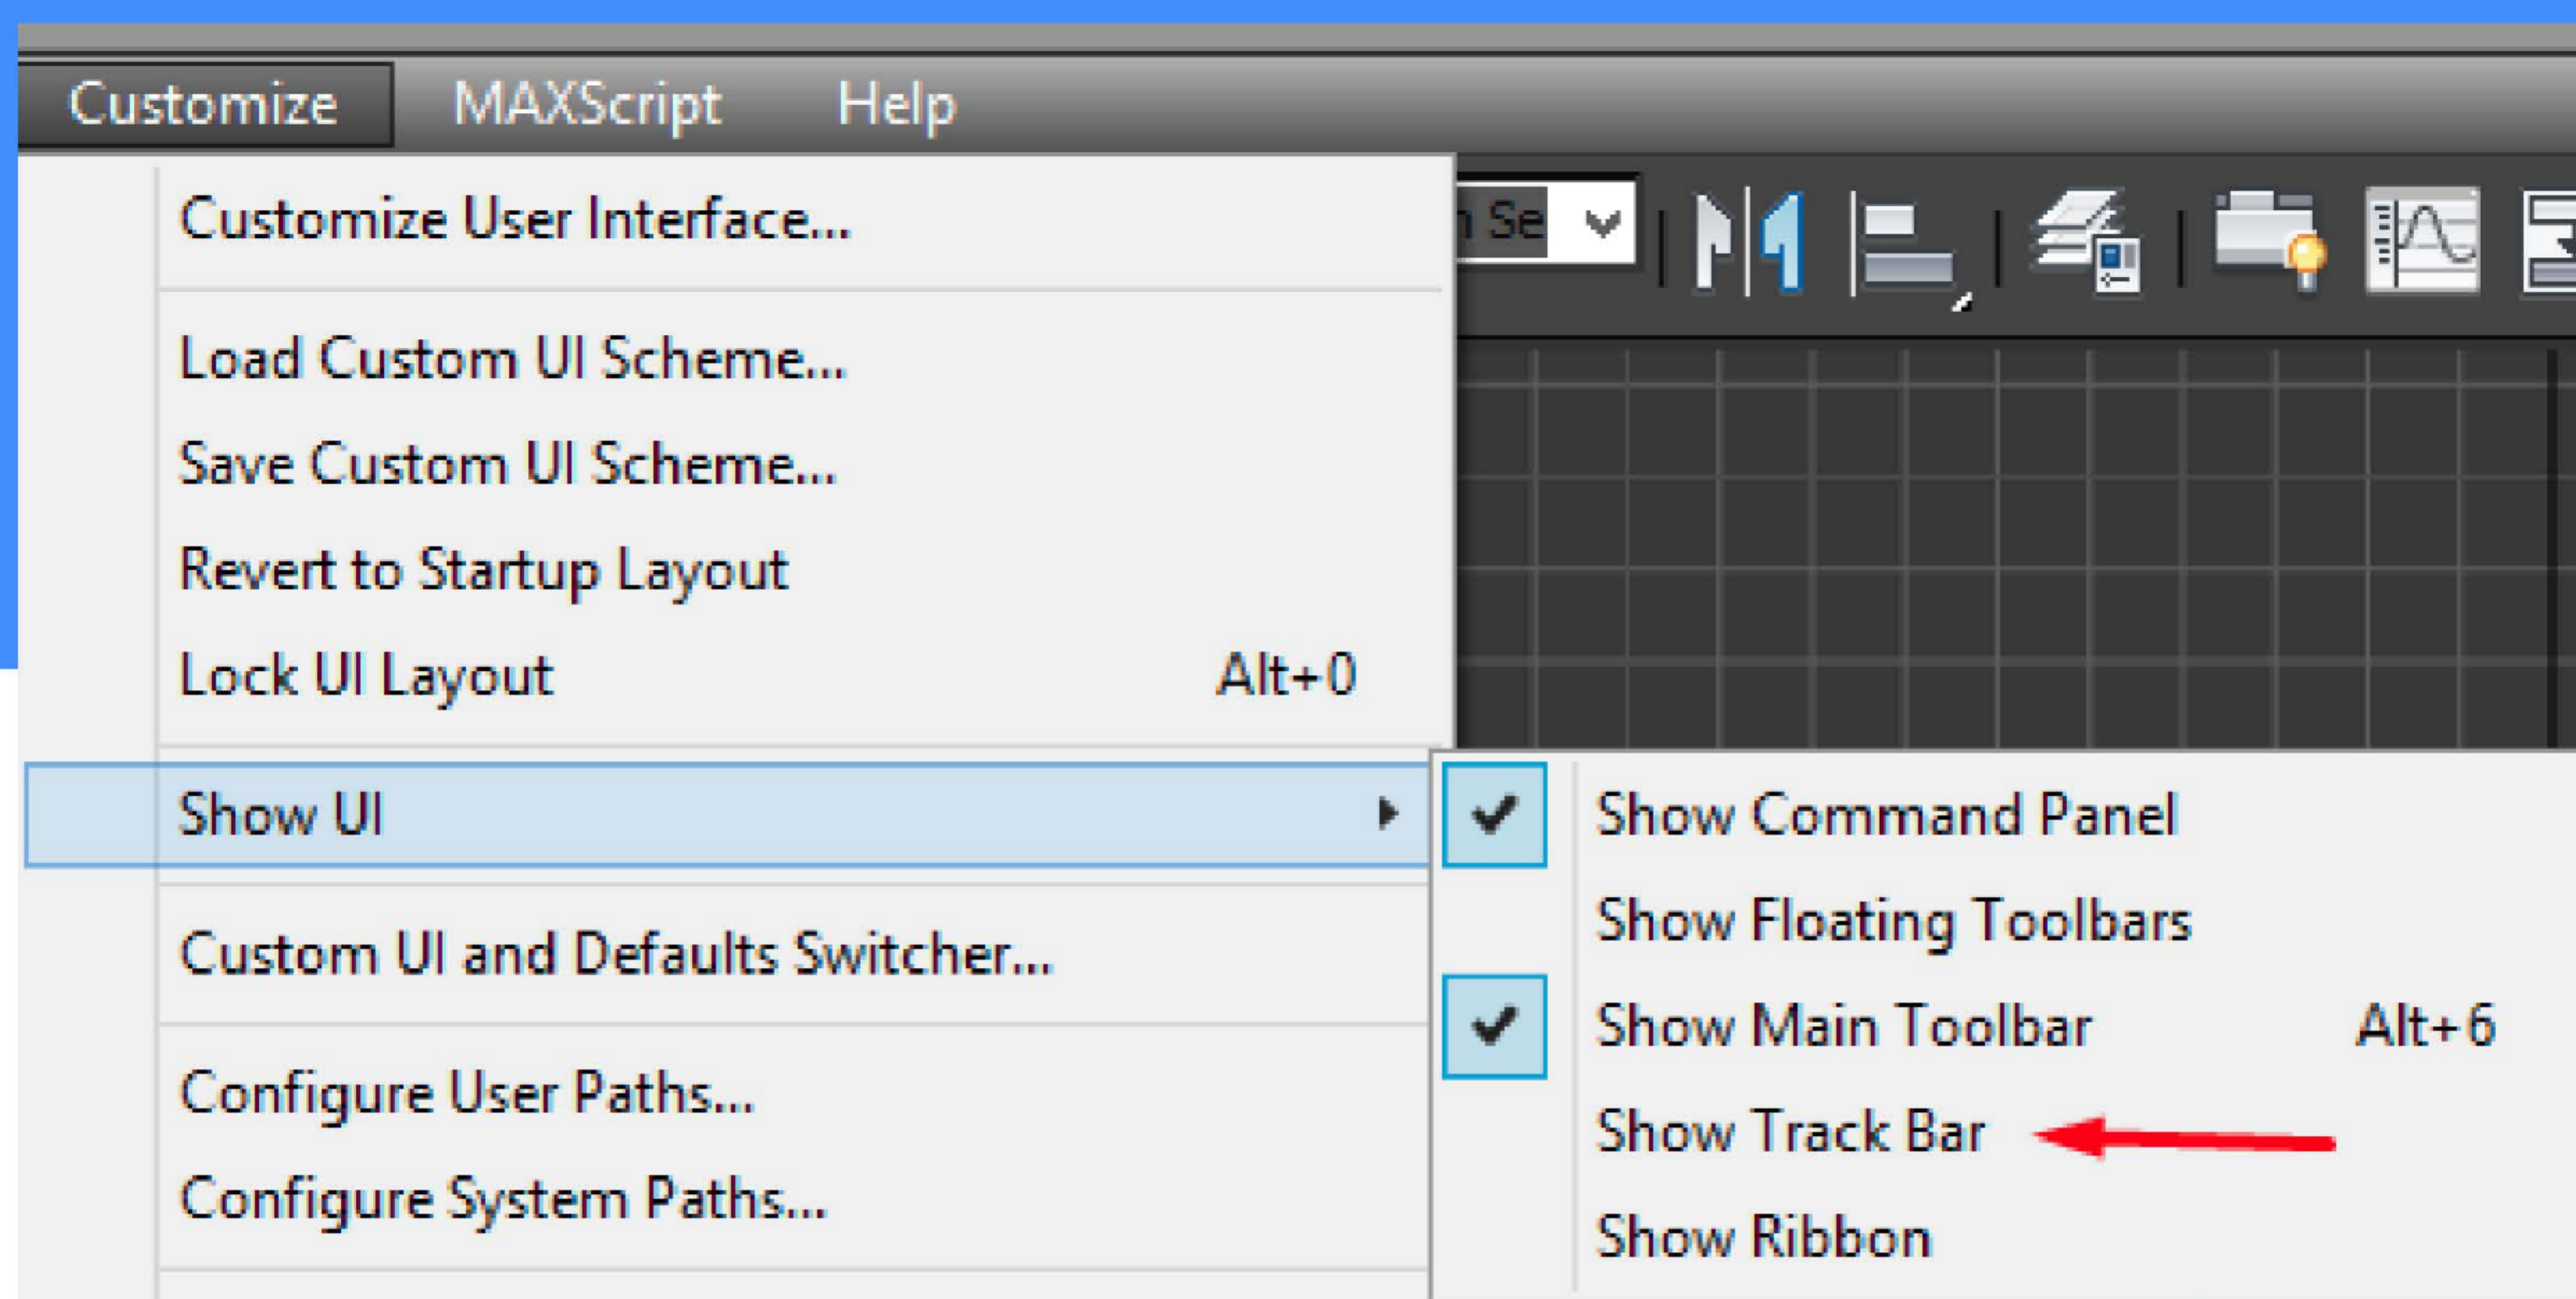 Customize MAXScript Help
Se
Customize User Interface...
Load Custom UI Scheme...
Save Custom UI Scheme...
Revert to Startup Layout
Lock UI Layout Alt+0
Show UI
Show Command Panel
Show Floating Toolbars
Show Main Toolbar Alt+6
Show Track Bar
Show Ribbon
Custom UI and Defaults Switcher...
Configure User Paths...
Configure System Paths...